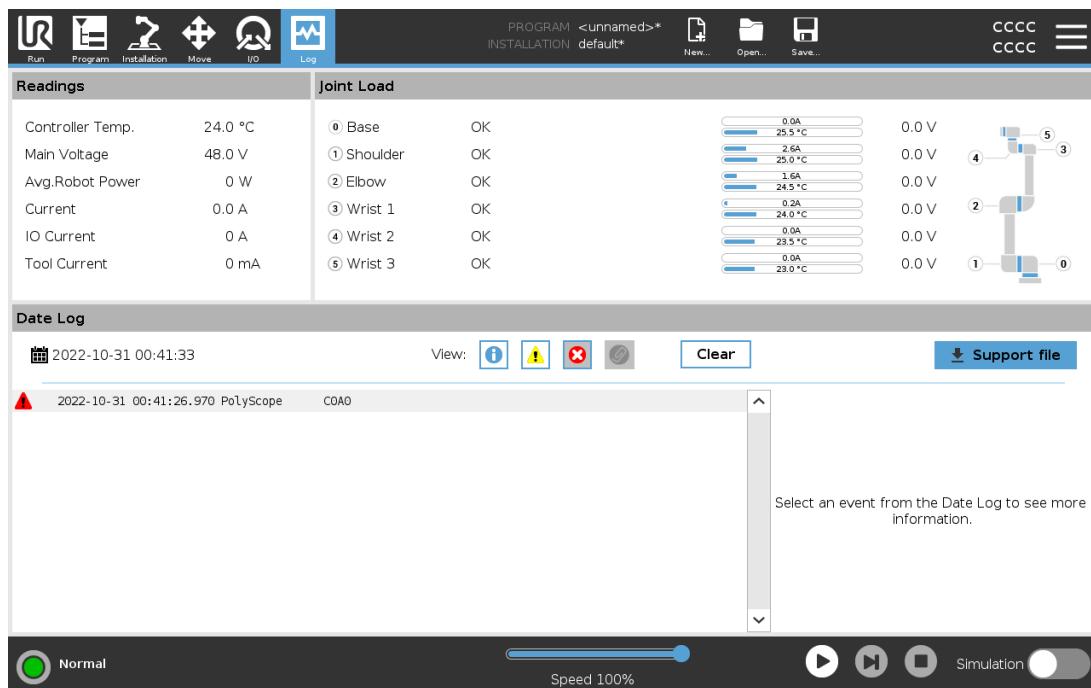 PROGRAM <unnamed>*
INSTALLATION default*
CCCC
CCCC
Run Program Installation Move I/O Log New... Open... Save...
Readings
Controller Temp. 24.0 °C
Main Voltage 48.0 V
Avg.Robot Power 0 W
Current 0.0 A
IO Current 0 A
Tool Current 0 mA
Joint Load
0 Base OK 0.0A 25.5 °C 0.0 V
1 Shoulder OK 2.6A 25.0 °C 0.0 V
2 Elbow OK 1.6A 24.5 °C 0.0 V
3 Wrist 1 OK 0.2A 24.0 °C 0.0 V
4 Wrist 2 OK 0.0A 23.5 °C 0.0 V
5 Wrist 3 OK 0.0A 23.0 °C 0.0 V
5
3
4
2
1 0
Date Log
2022-10-31 00:41:33 View: Clear Support file
2022-10-31 00:41:26.970 PolyScope C0A0
Select an event from the Date Log to see more
information.
Normal
Speed 100%
Simulation